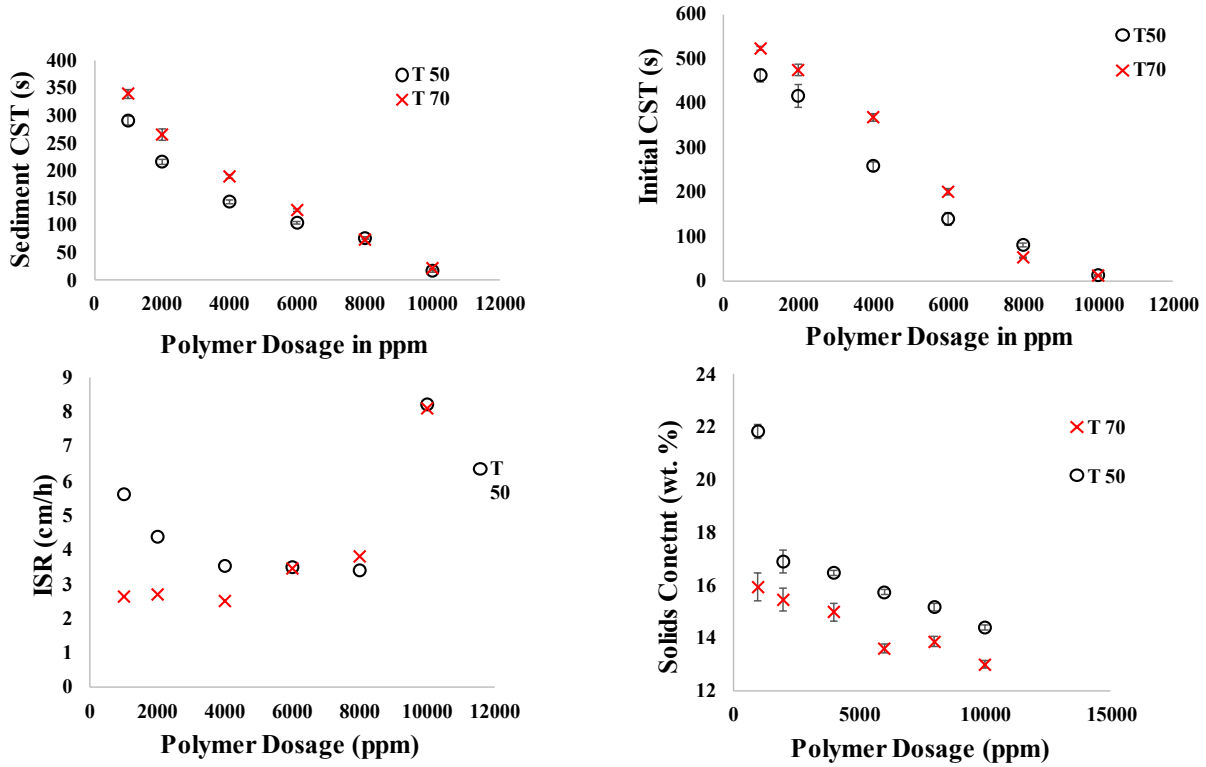 Sediment CST (s)
400
350
300
250
200
150
100
50
0
0 2000 4000 6000 8000 10000 12000
Polymer Dosage in ppm
T 50
T 70
Initial CST (s)
600
500
400
300
200
100
0
0 2000 4000 6000 8000 10000 12000
Polymer Dosage in ppm
T50
T70
ISR (cm/h)
9
8
7
6
5
4
3
2
1
0
0 2000 4000 6000 8000 10000 12000
Polymer Dosage (ppm)
T
50
Solids Conetnt (wt. %)
24
22
20
18
16
14
12
0 5000 10000 15000
Polymer Dosage (ppm)
T 70
T 50